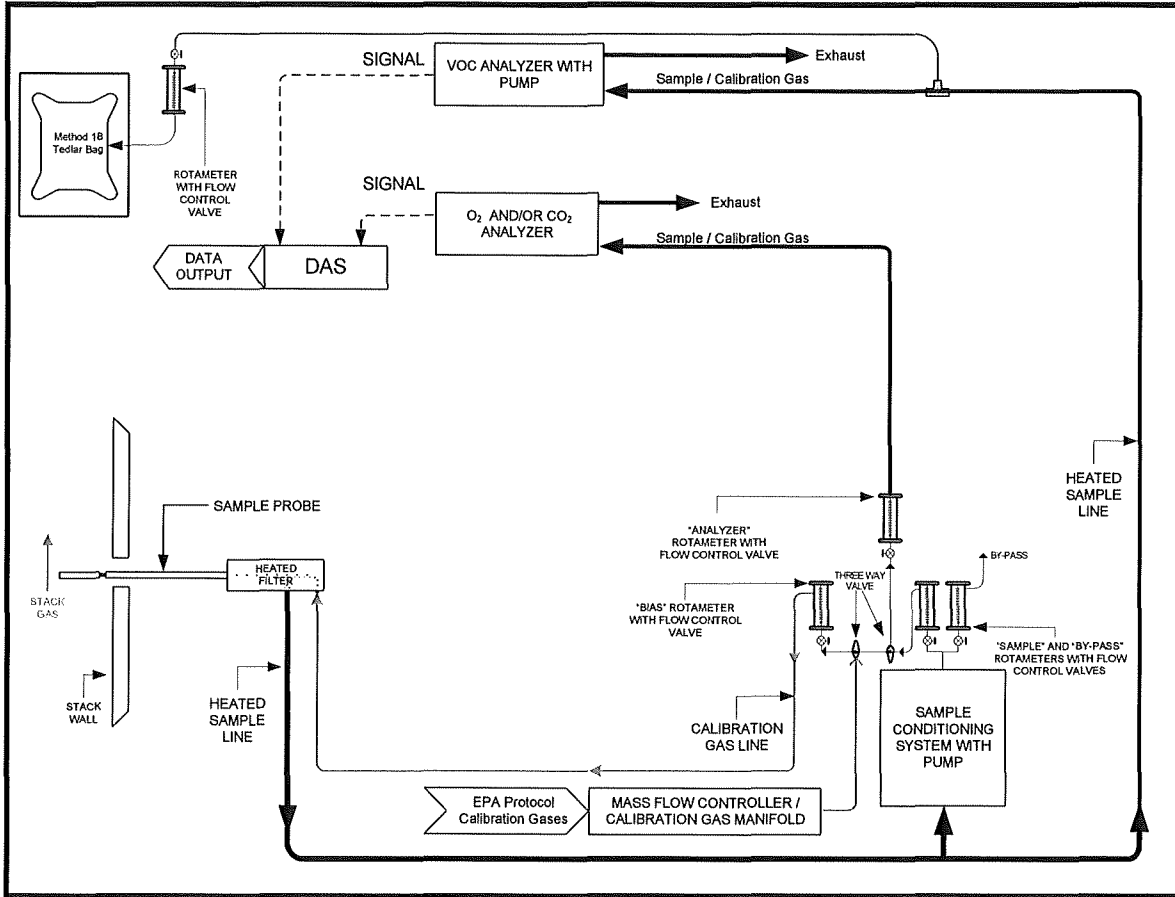 SIGNAL
VOC ANALYZER WITH
PUMP
Exhaust
Sample / Calibration Gas
Method 18
Tedlar Bag
ROTAMETER
WITH FLOW
CONTROL
VALVE
SIGNAL
O₂ AND/OR CO₂
ANALYZER
Exhaust
Sample / Calibration Gas
DATA
OUTPUT
DAS
HEATED
SAMPLE
LINE
SAMPLE PROBE
HEATED
FILTER
STACK
GAS
STACK
WALL
HEATED
SAMPLE
LINE
"ANALYZER"
ROTAMETER WITH
FLOW CONTROL VALVE
THREE WAY
VALVE
BY-PASS
"BIAS" ROTAMETER
WITH FLOW CONTROL
VALVE
"SAMPLE" AND "BY-PASS"
ROTAMETERS WITH FLOW
CONTROL VALVES
CALIBRATION
GAS LINE
SAMPLE
CONDITIONING
SYSTEM WITH
PUMP
EPA Protocol
Calibration Gases
MASS FLOW CONTROLLER /
CALIBRATION GAS MANIFOLD